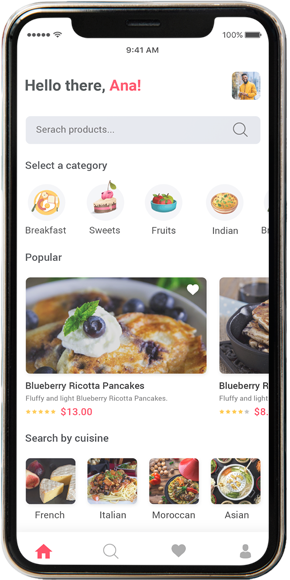 100%
9:41 AM
Hello there, Ana!
Serach products...
Select a category
Breakfast Sweets Fruits Indian Br
Popular
Blueberry Ricotta Pancakes Blueberry R
Fluffy and light Blueberry Ricotta Pancakes. Fluffy and light
$13.00 $8.
Search by cuisine
French Italian Moroccan Asian